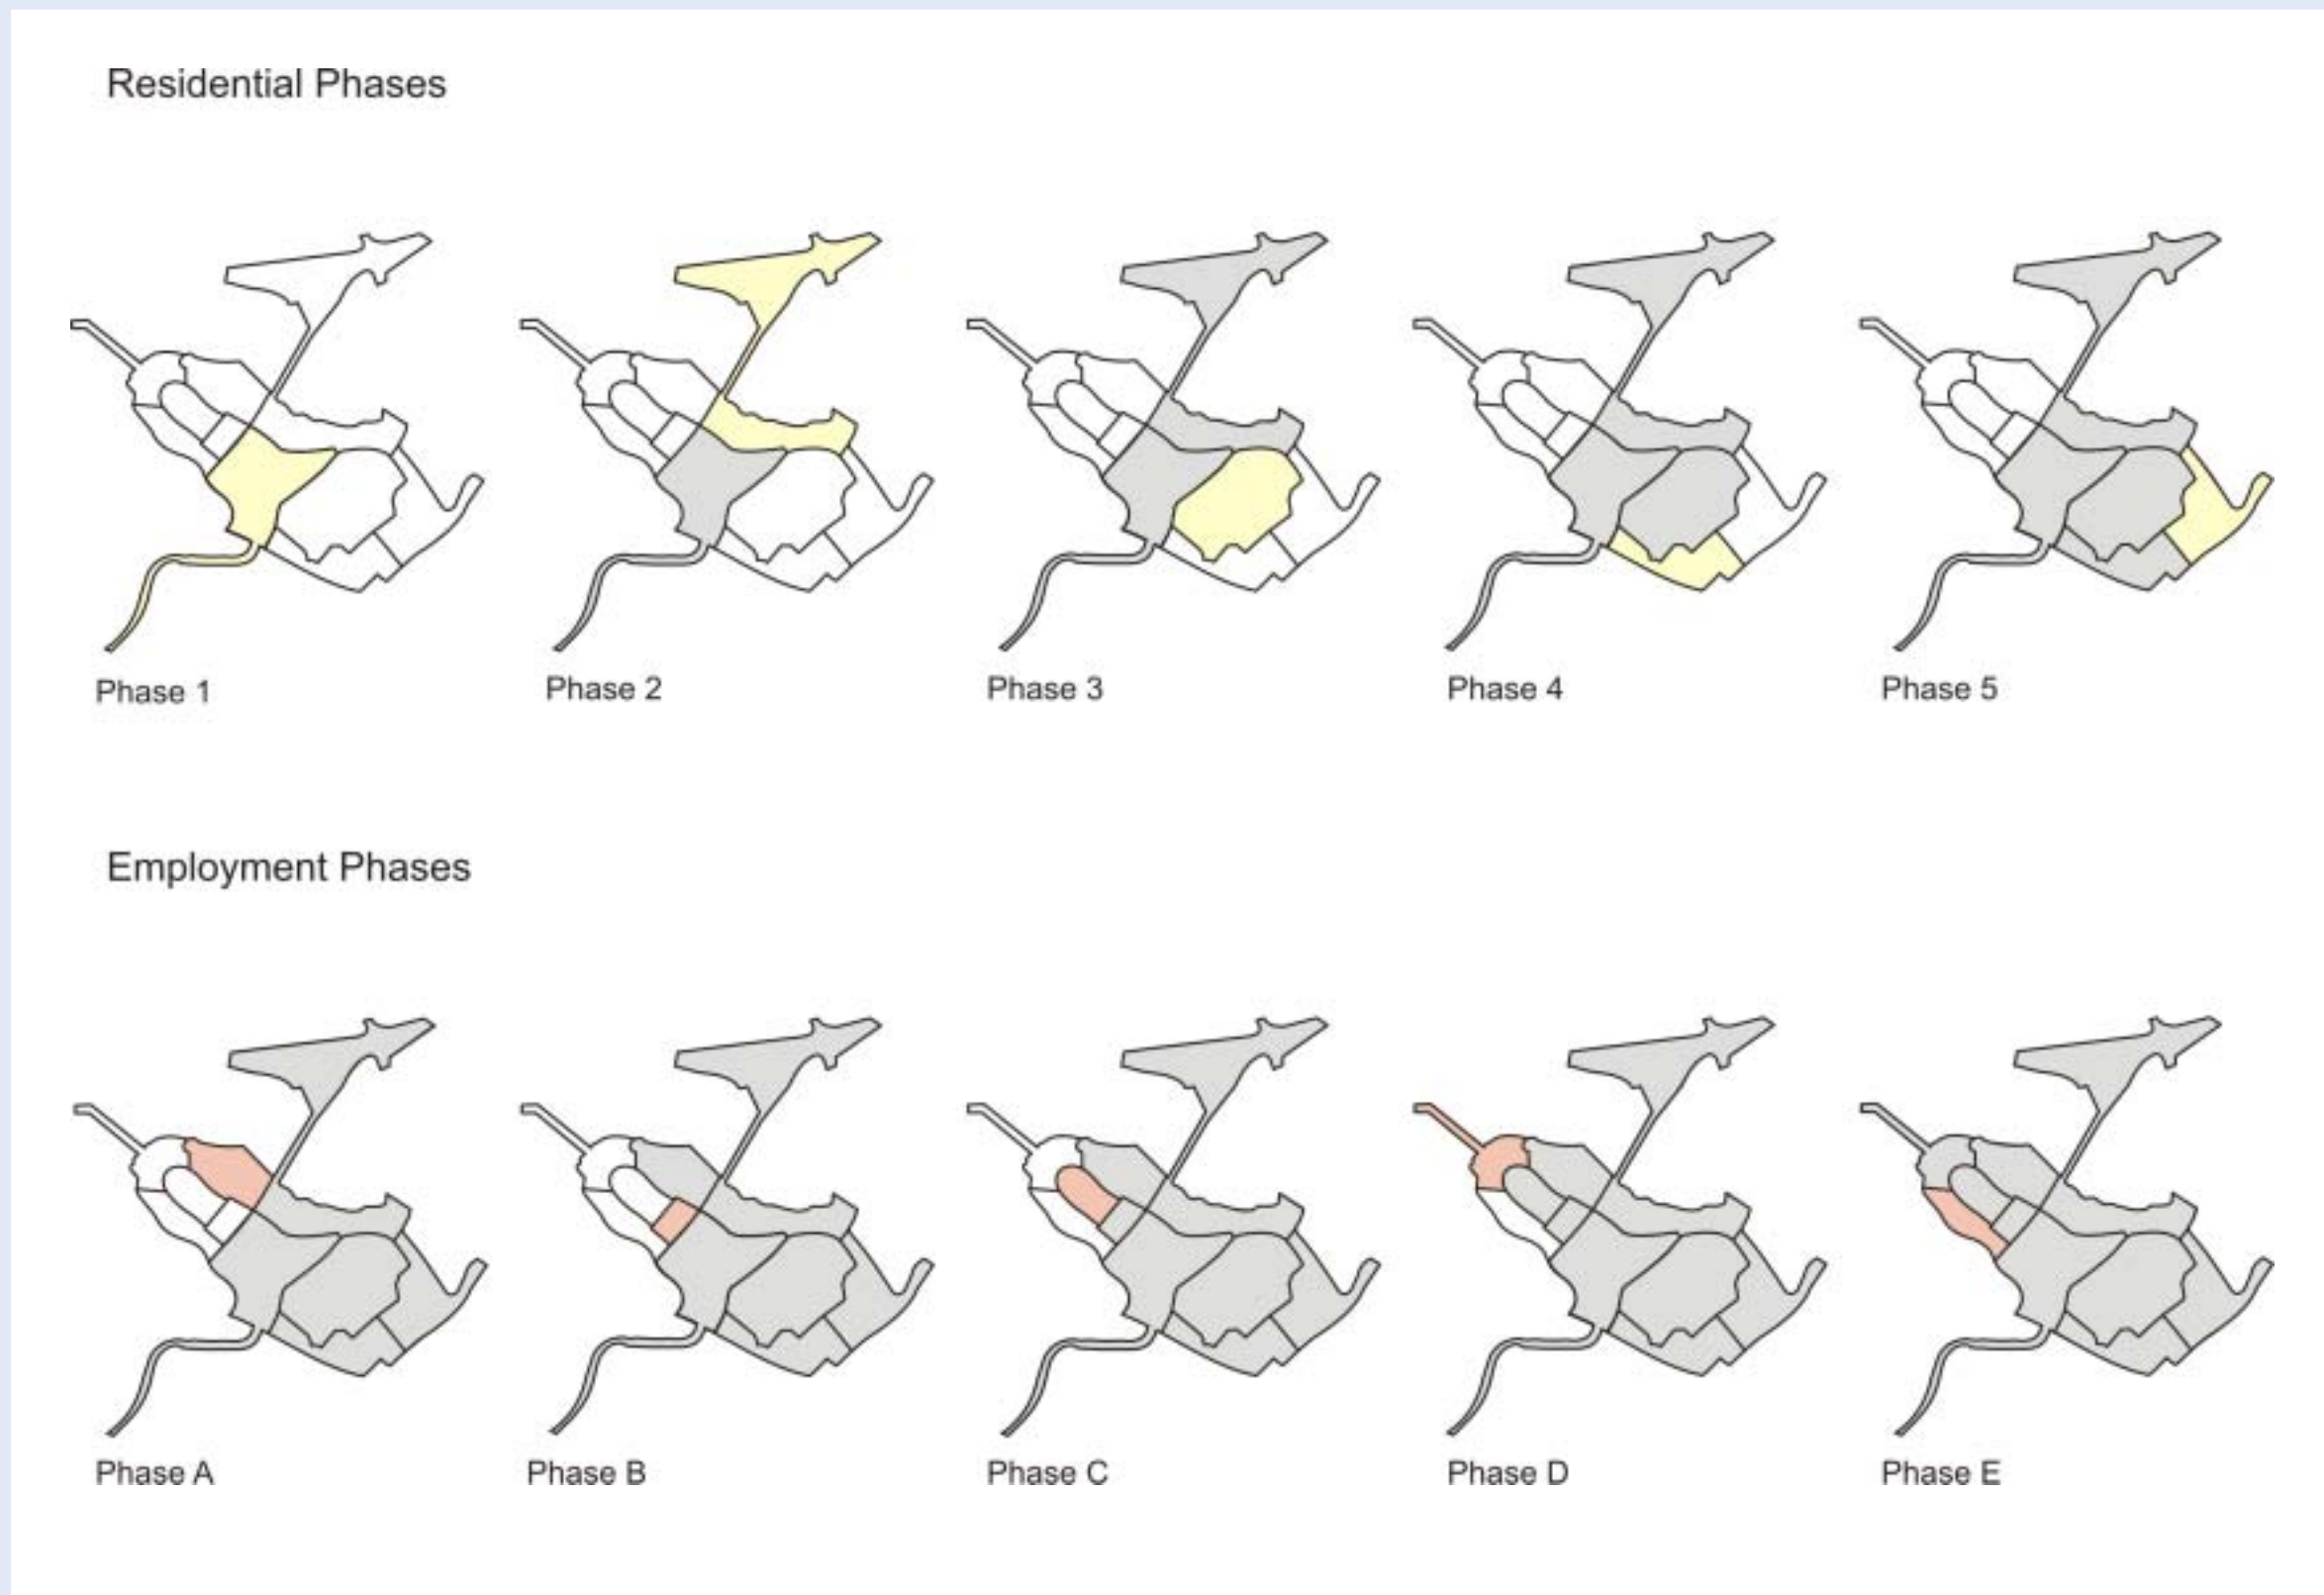 Residential Phases
Phase 1
Phase 2
Phase 3
Phase 4
Phase 5
Employment Phases
Phase A
Phase B
Phase C
Phase D
Phase E